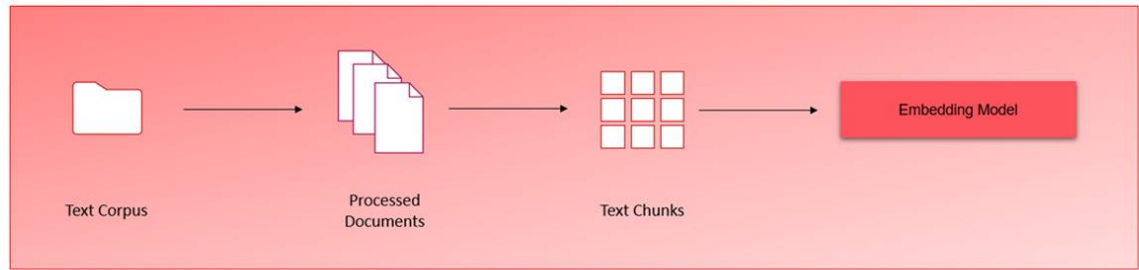 Embedding Model
Text Corpus
Processed
Documents
Text Chunks